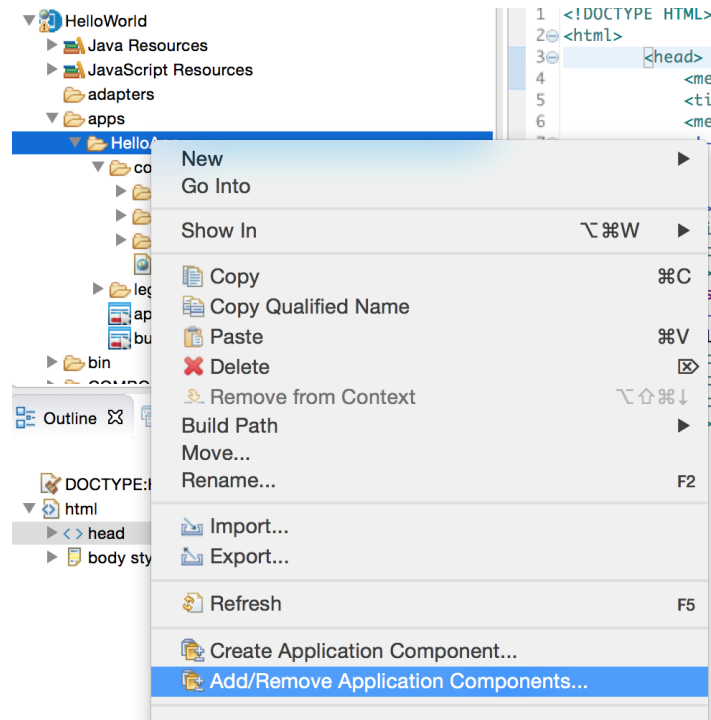 HelloWorld
Java Resources
JavaScript Resources
adapters
apps
HelloA
co
leg
ap
bu
bin
Outline
DOCTYPE:
html
head
body sty
1 <!DOCTYPE HTML>
2 <html>
3 <head>
4 <me
5 <ti
6 <me
New
Go Into
Show In ⌥⌘W
Copy ⌘C
Copy Qualified Name
Paste ⌘V
Delete ⌦
Remove from Context ⌥⇧⌘↓
Build Path
Move...
Rename... F2
Import...
Export...
Refresh F5
Create Application Component...
Add/Remove Application Components...